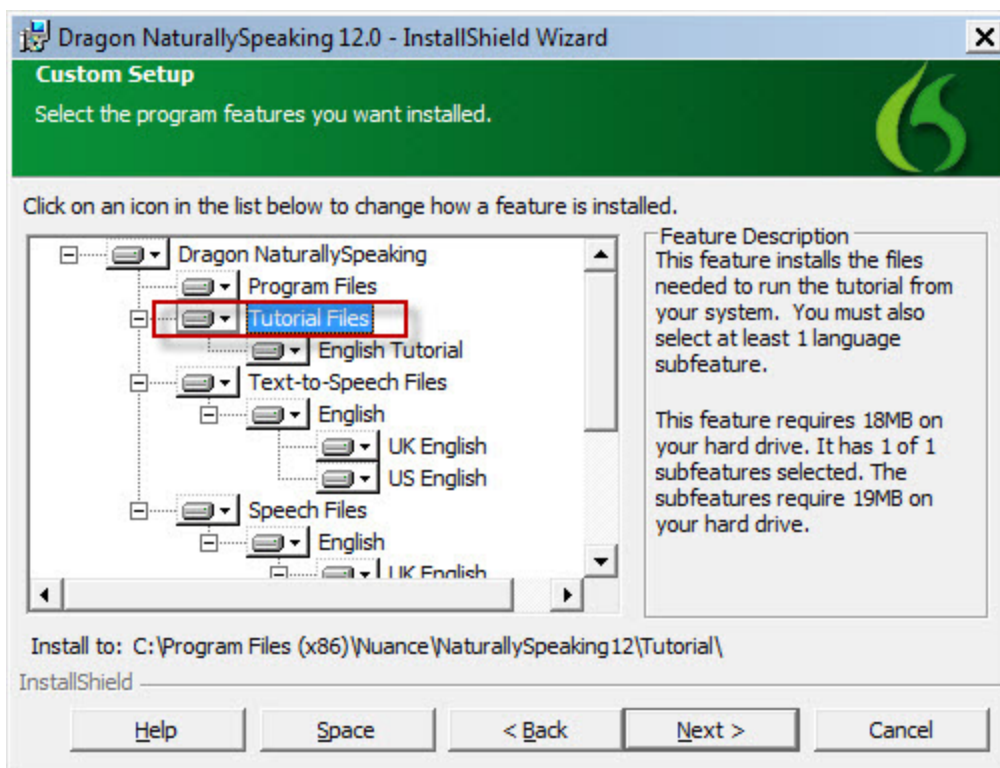 Dragon NaturallySpeaking 12.0 - InstallShield Wizard
Custom Setup
Select the program features you want installed.
Click on an icon in the list below to change how a feature is installed.
Dragon NaturallySpeaking
Program Files
Tutorial Files
English Tutorial
Text-to-Speech Files
English
UK English
US English
Speech Files
English
UK English
Feature Description
This feature installs the files
needed to run the tutorial from
your system. You must also
select at least 1 language
subfeature.
This feature requires 18MB on
your hard drive. It has 1 of 1
subfeatures selected. The
subfeatures require 19MB on
your hard drive.
Install to: C:\Program Files (x86)\Nuance\NaturallySpeaking12\Tutorial\
InstallShield
Help
Space
< Back
Next >
Cancel